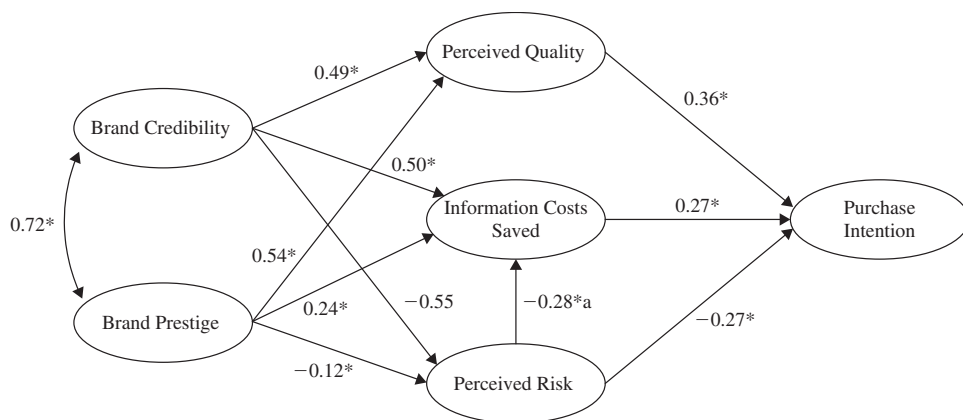 Perceived Quality
0.49*
0.36*
Brand Credibility
0.50*
0.72*
Information Costs
Saved
0.27*
Purchase
Intention
0.54*
0.24*
−0.55
−0.28*a
Brand Prestige
−0.27*
−0.12*
Perceived Risk